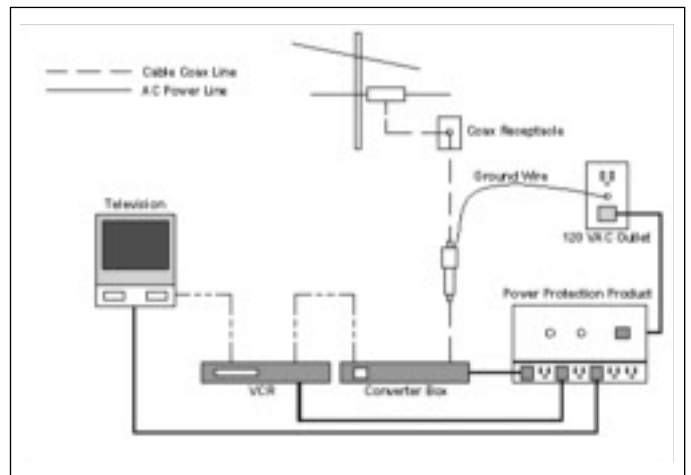 Cable Coax Line
AC Power Line
Coax Receptacle
Ground Wire
Television
120 VAC Outlet
Power Protection Product
VCR
Converter Box